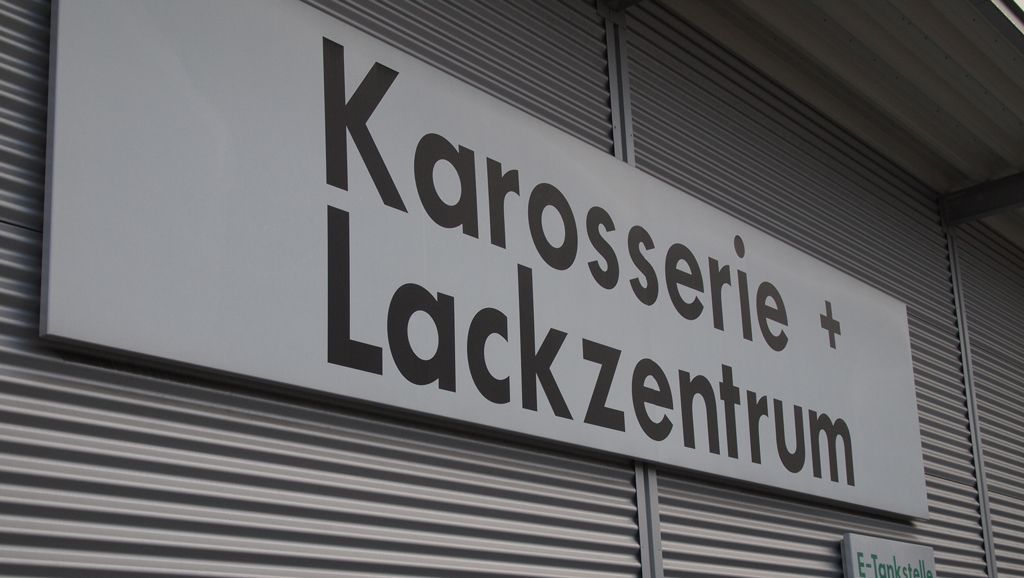 Karosserie +
Lackzentrum
E-Tankstelle